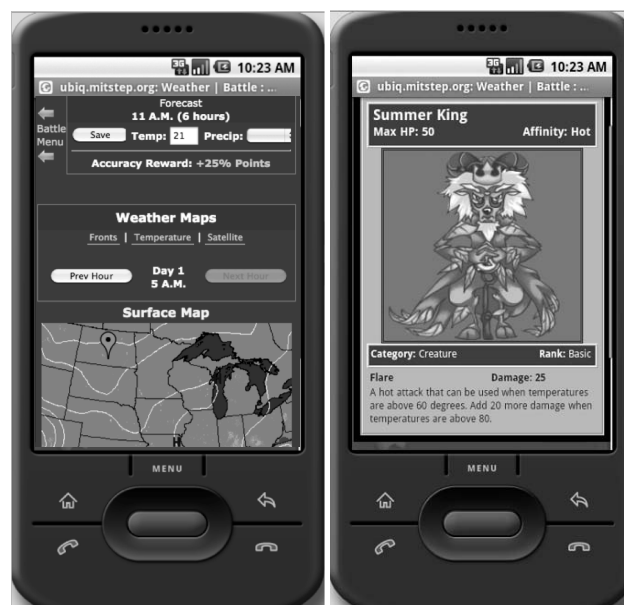 3G 10:23 AM
ubiq.mitstep.org: Weather | Battle : ...
Forecast
11 A.M. (6 hours)
Battle
Menu
Save Temp: 21 Precip:
Accuracy Reward: +25% Points
Weather Maps
Fronts | Temperature | Satellite
Prev Hour Day 1
5 A.M. Next Hour
Surface Map
H
MENU
3G 10:23 AM
ubiq.mitstep.org: Weather | Battle : ...
Summer King
Max HP: 50 Affinity: Hot
Category: Creature Rank: Basic
Flare Damage: 25
A hot attack that can be used when temperatures
are above 60 degrees. Add 20 more damage when
temperatures are above 80.
MENU